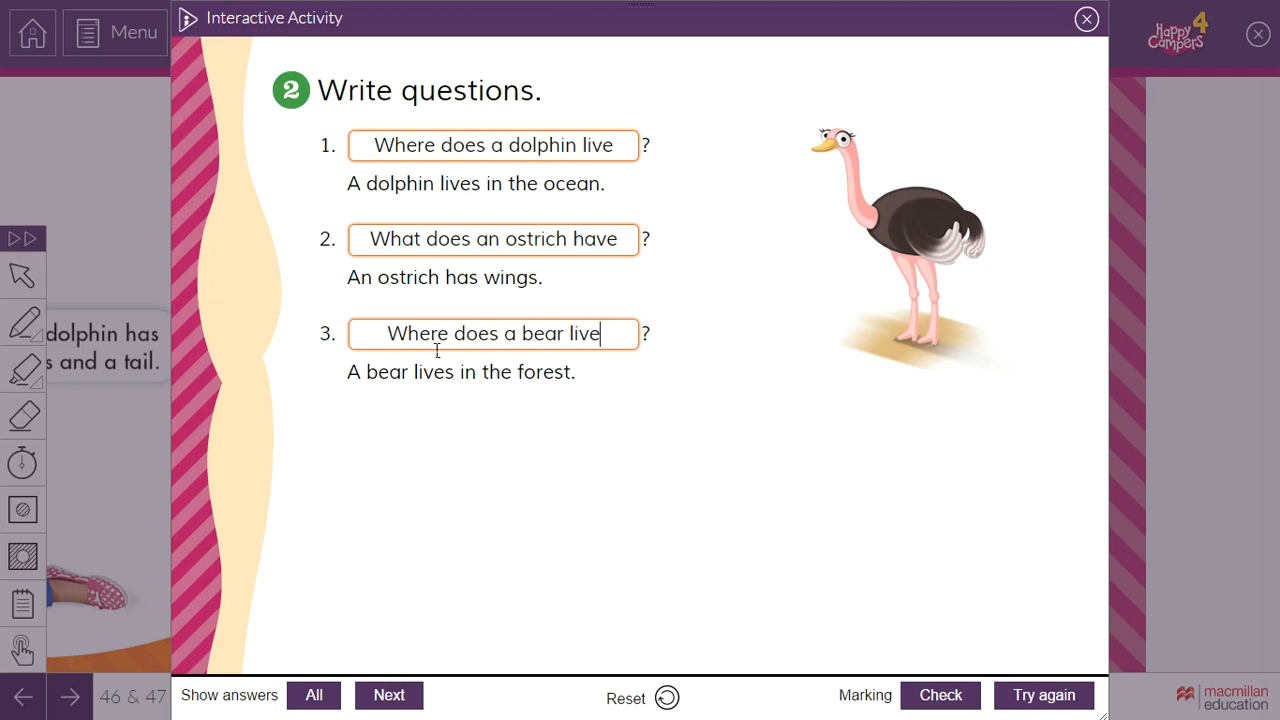 Interactive Activity
Menu
Happy Campers 4
2 Write questions.
1. Where does a dolphin live ?
A dolphin lives in the ocean.
2. What does an ostrich have ?
An ostrich has wings.
3. Where does a bear live ?
A bear lives in the forest.
dolphin has
s and a tail.
46 & 47
Show answers All Next Reset Marking Check Try again
macmillan
education